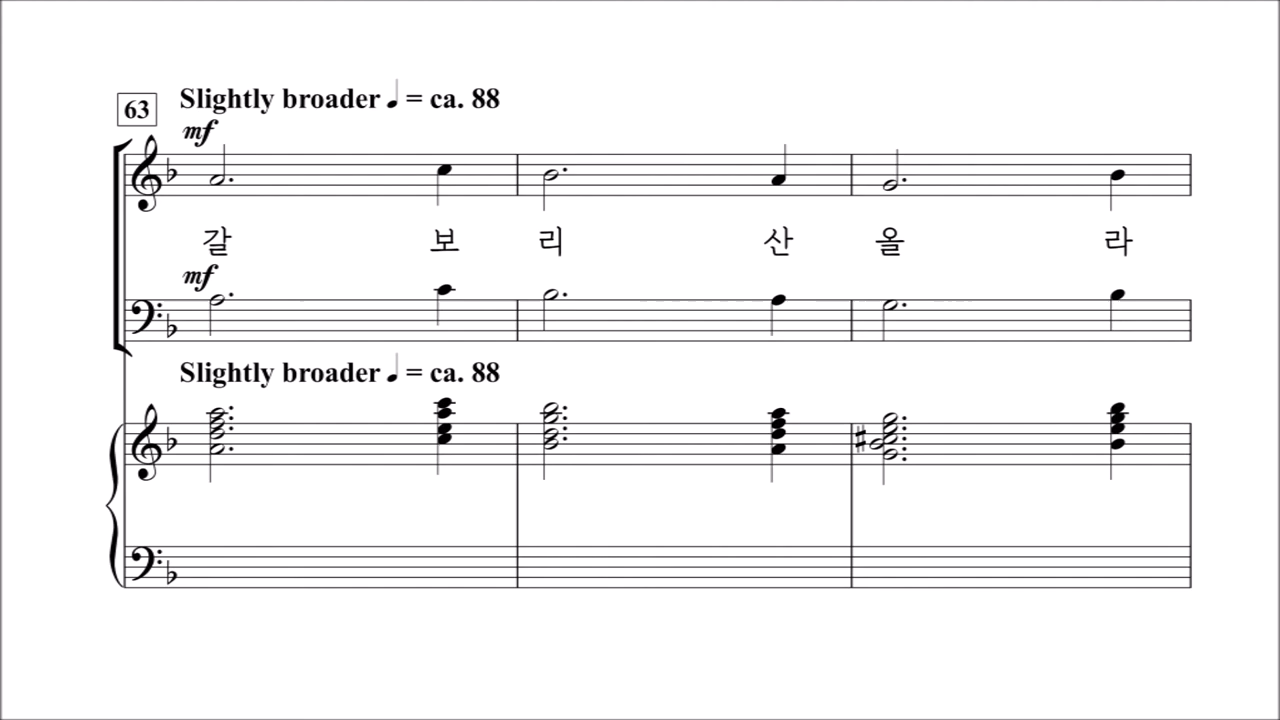 63 Slightly broader ♩ = ca. 88
mf
갈 보 리 산 올 라
mf
Slightly broader ♩ = ca. 88